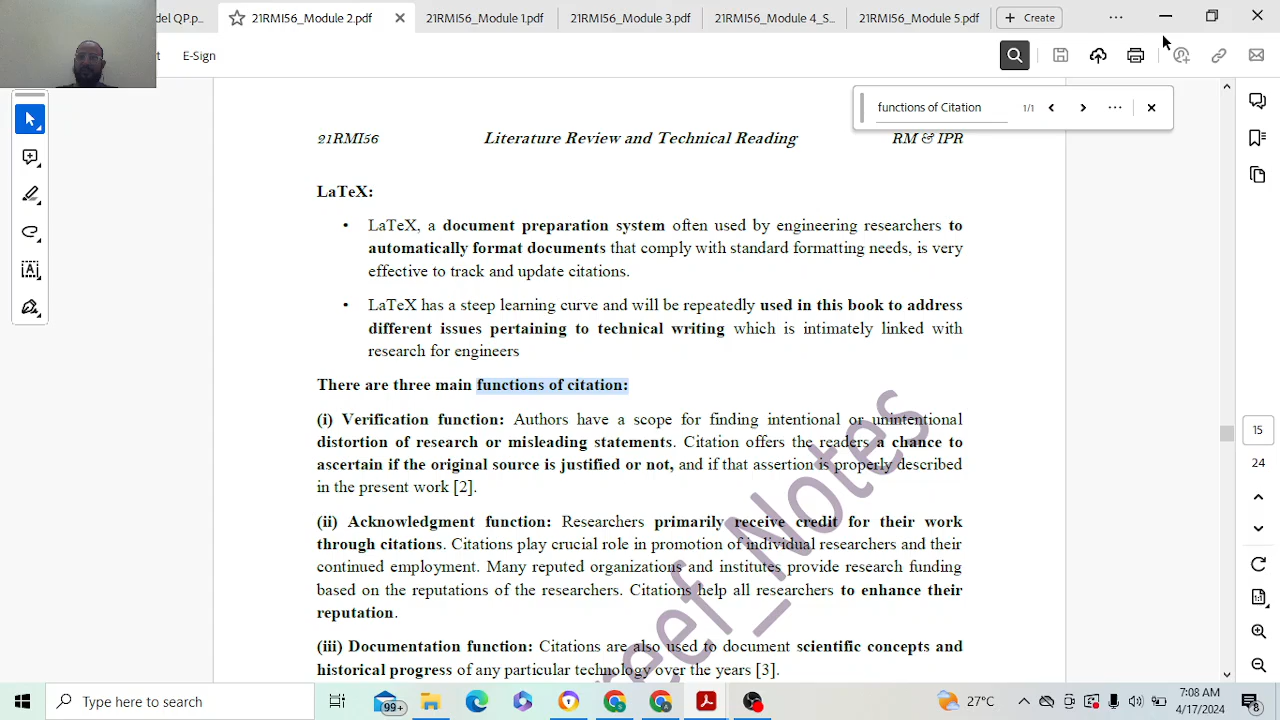 del QP.p...
21RMI56_Module 2.pdf
21RMI56_Module 1.pdf
21RMI56_Module 3.pdf
21RMI56_Module 4_S...
21RMI56_Module 5.pdf
Create
E-Sign
functions of Citation
1/1
21RMI56
Literature Review and Technical Reading
RM & IPR
LaTeX:
• LaTeX, a document preparation system often used by engineering researchers to
automatically format documents that comply with standard formatting needs, is very
effective to track and update citations.
• LaTeX has a steep learning curve and will be repeatedly used in this book to address
different issues pertaining to technical writing which is intimately linked with
research for engineers
There are three main functions of citation:
(i) Verification function: Authors have a scope for finding intentional or unintentional
distortion of research or misleading statements. Citation offers the readers a chance to
ascertain if the original source is justified or not, and if that assertion is properly described
in the present work [2].
(ii) Acknowledgment function: Researchers primarily receive credit for their work
through citations. Citations play crucial role in promotion of individual researchers and their
continued employment. Many reputed organizations and institutes provide research funding
based on the reputations of the researchers. Citations help all researchers to enhance their
reputation.
(iii) Documentation function: Citations are also used to document scientific concepts and
historical progress of any particular technology over the years [3].
eef_Notes
15
24
Type here to search
99+
27°C
7:08 AM
4/17/2024
8